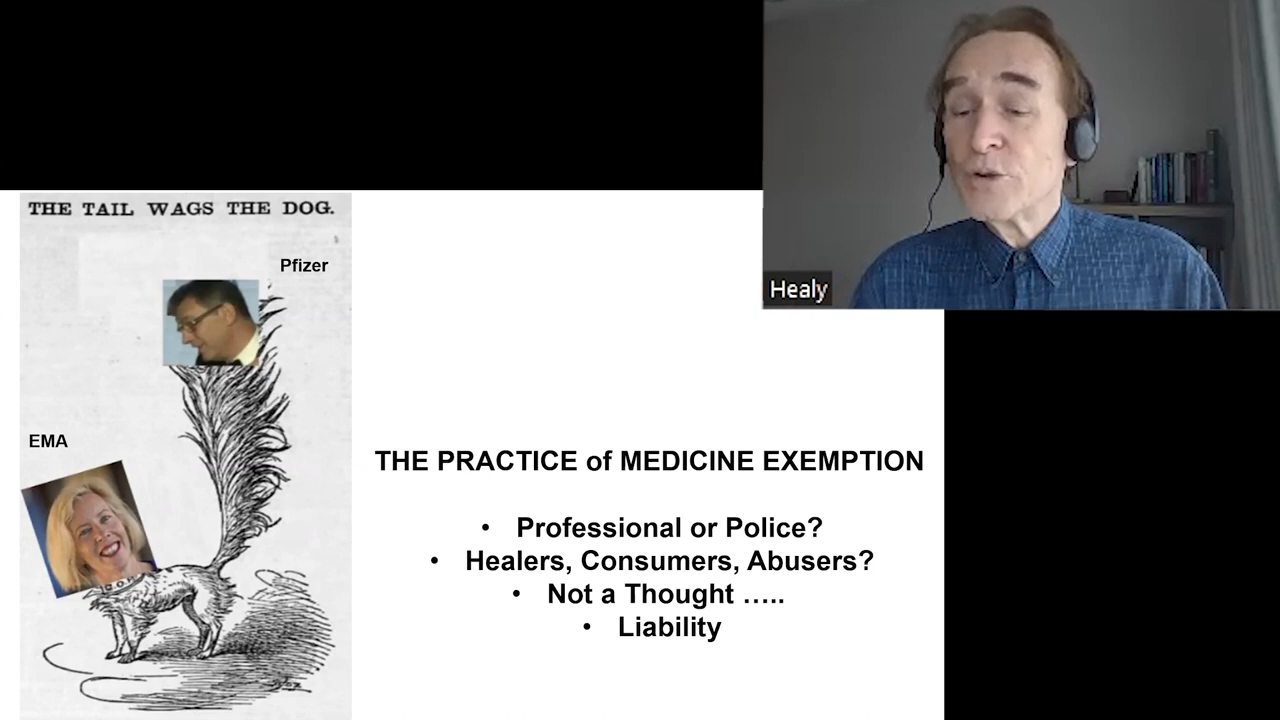 THE TAIL WAGS THE DOG.
Pfizer
EMA
Healy
THE PRACTICE of MEDICINE EXEMPTION
• Professional or Police?
• Healers, Consumers, Abusers?
• Not a Thought .....
• Liability